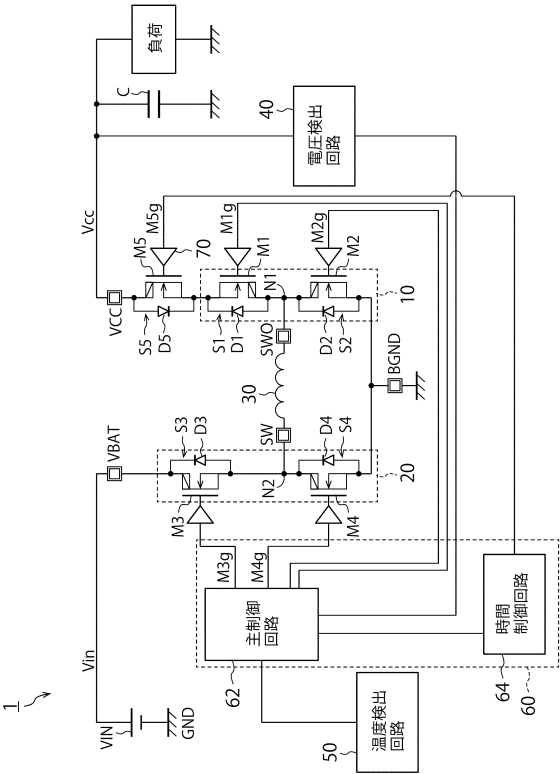 1
VIN
GND
Vin
VBAT
S3
D3
M3
S4
D4
M4
N2
20
SW
30
SWO
N1
BGND
10
VCC
Vcc
S5
D5
M5
M5g
70
S1
D1
M1
M1g
S2
D2
M2
M2g
C
負荷
40
電圧検出
回路
M3g
M4g
主制御
回路
62
時間
制御回路
64
60
50
温度検出
回路